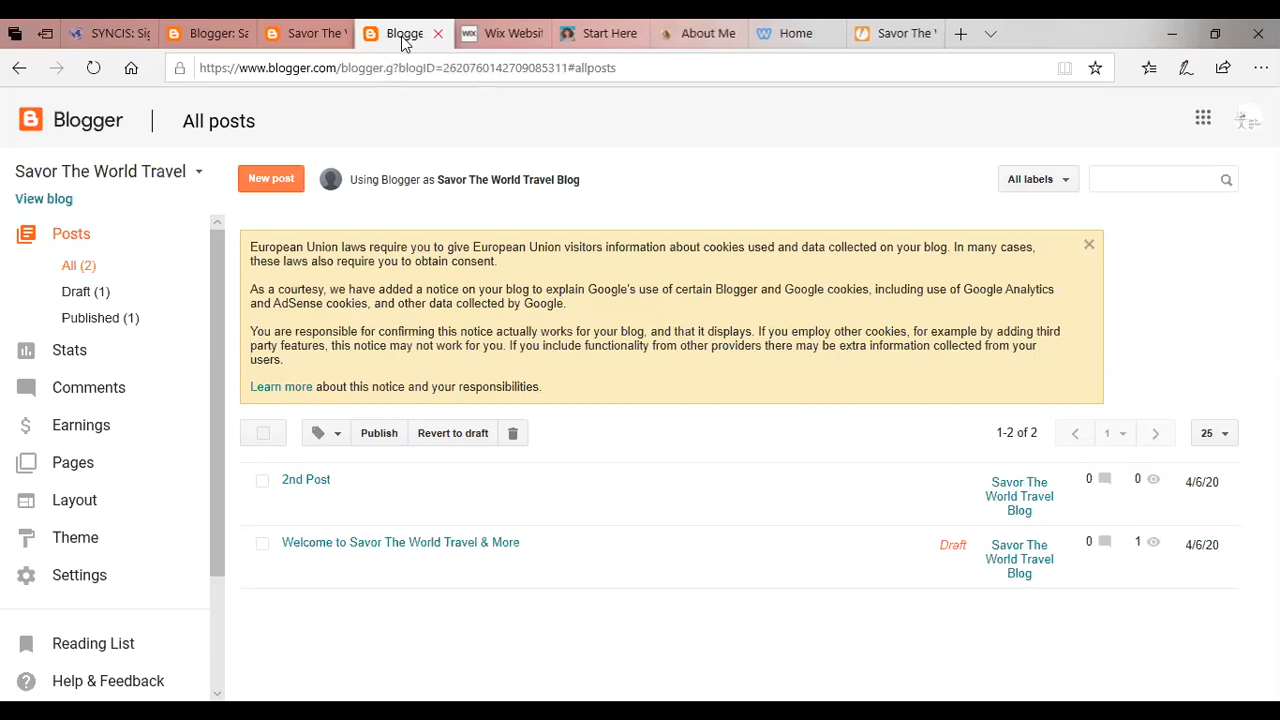 SYNCIS: Sig
Blogger: Sa
Savor The
Blogge
WIX
Wix Websit
Start Here
About Me
Home
Savor The
https://www.blogger.com/blogger.g?blogID=2620760142709085311#allposts
Blogger
All posts
Savor The World Travel
New post
Using Blogger as Savor The World Travel Blog
All labels
View blog
Posts
All (2)
Draft (1)
Published (1)
Stats
Comments
Earnings
Pages
Layout
Theme
Settings
Reading List
Help & Feedback
European Union laws require you to give European Union visitors information about cookies used and data collected on your blog. In many cases,
these laws also require you to obtain consent.
As a courtesy, we have added a notice on your blog to explain Google's use of certain Blogger and Google cookies, including use of Google Analytics
and AdSense cookies, and other data collected by Google.
You are responsible for confirming this notice actually works for your blog, and that it displays. If you employ other cookies, for example by adding third
party features, this notice may not work for you. If you include functionality from other providers there may be extra information collected from your
users.
Learn more about this notice and your responsibilities.
Publish
Revert to draft
1-2 of 2
1
25
2nd Post
Savor The
World Travel
Blog
0
0
4/6/20
Welcome to Savor The World Travel & More
Draft
Savor The
World Travel
Blog
0
1
4/6/20